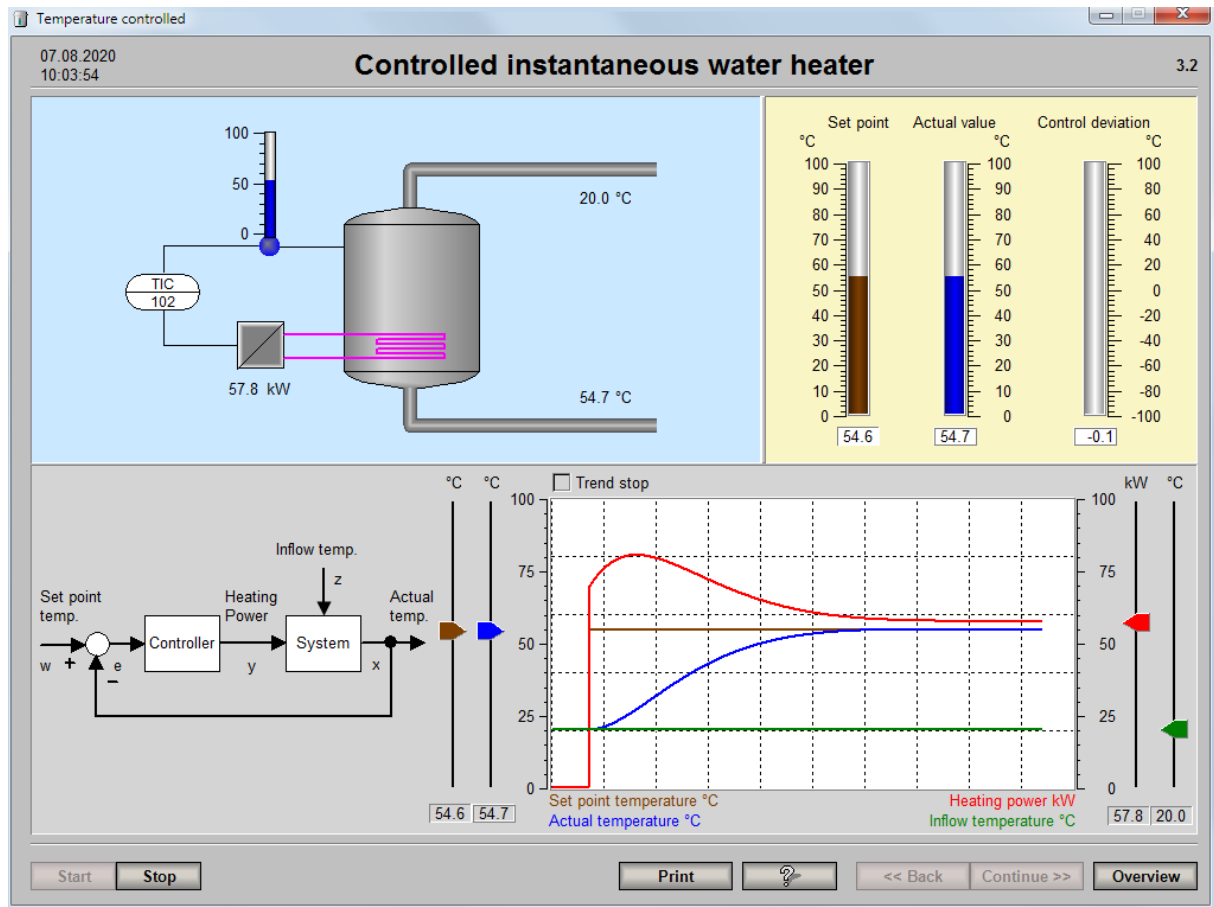 Temperature controlled
07.08.2020
10:03:54
Controlled instantaneous water heater
3.2
100
50
0
20.0 °C
TIC
102
57.8 kW
54.7 °C
Set point Actual value Control deviation
°C °C °C
100 100 100
90 90 80
80 80 60
70 70 40
60 60 20
50 50 0
40 40 -20
30 30 -40
20 20 -60
10 10 -80
0 0 -100
54.6 54.7 -0.1
Inflow temp.
z
Set point
temp.
Heating
Power
Actual
temp.
Controller
System
w + e y x
−
°C °C
54.6 54.7
Trend stop
100 100
75 75
50 50
25 25
0 0
Set point temperature °C Heating power kW
Actual temperature °C Inflow temperature °C
kW °C
57.8 20.0
Start Stop Print ? << Back Continue >> Overview